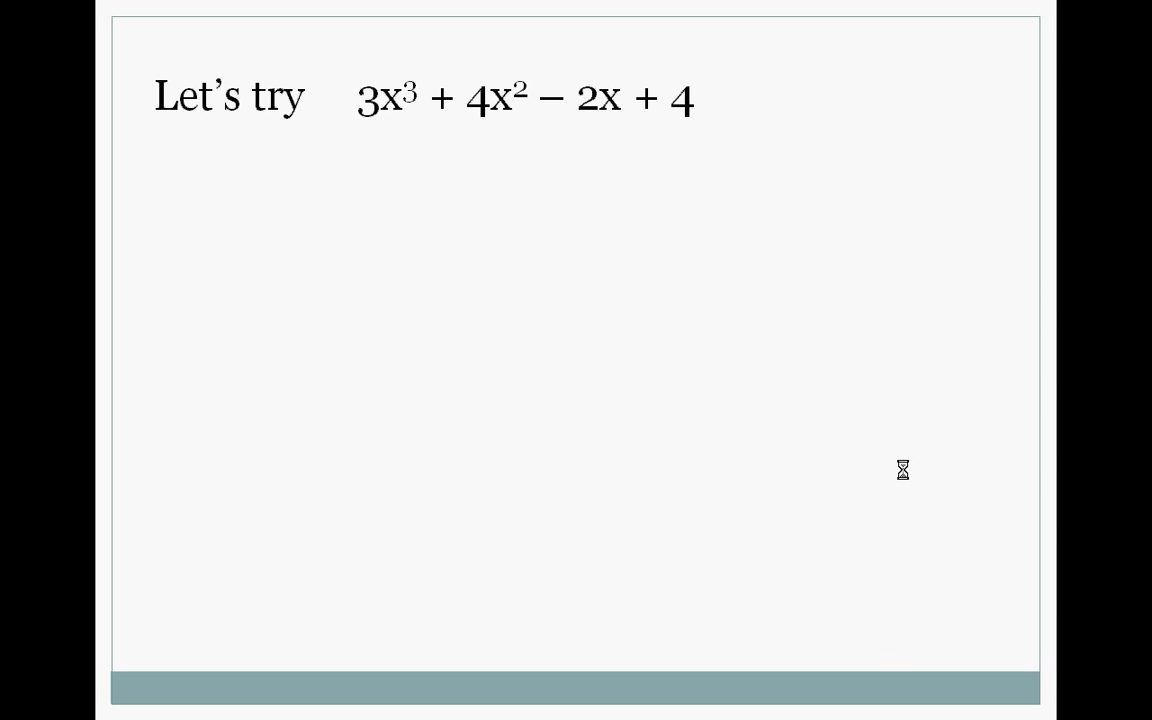 Let’s try 3x³ + 4x² – 2x + 4